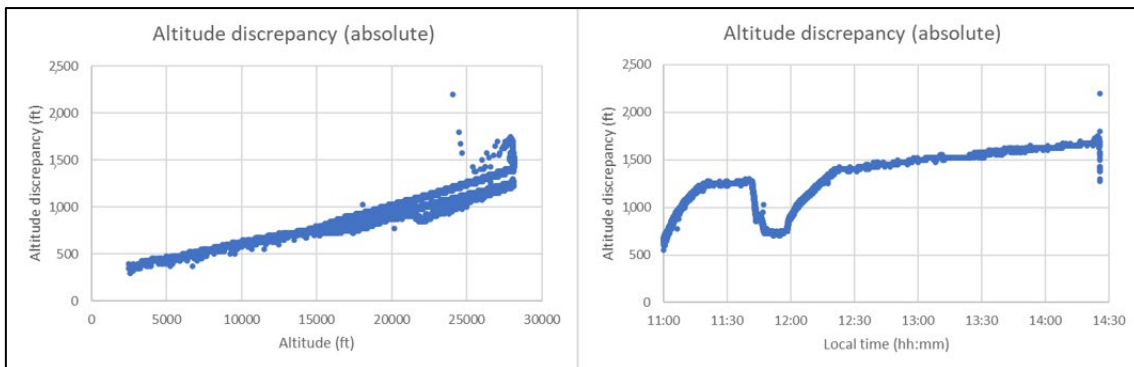 Altitude discrepancy (absolute)
Altitude discrepancy (ft)
2,500
2,000
1,500
1,000
500
0
0 5000 10000 15000 20000 25000 30000
Altitude (ft)
Altitude discrepancy (absolute)
Altitude discrepancy (ft)
2,500
2,000
1,500
1,000
500
0
11:00 11:30 12:00 12:30 13:00 13:30 14:00 14:30
Local time (hh:mm)